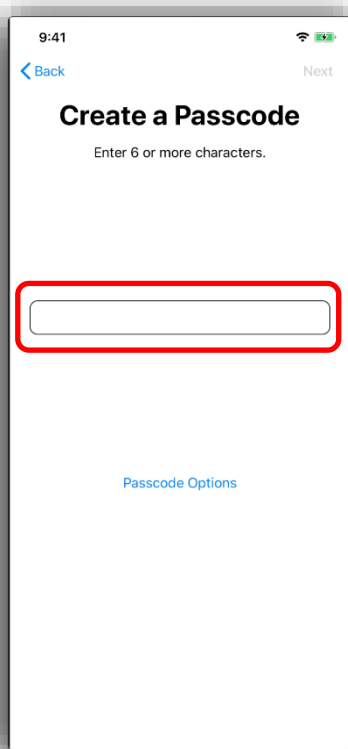 9:41
Back Next
Create a Passcode
Enter 6 or more characters.
Passcode Options